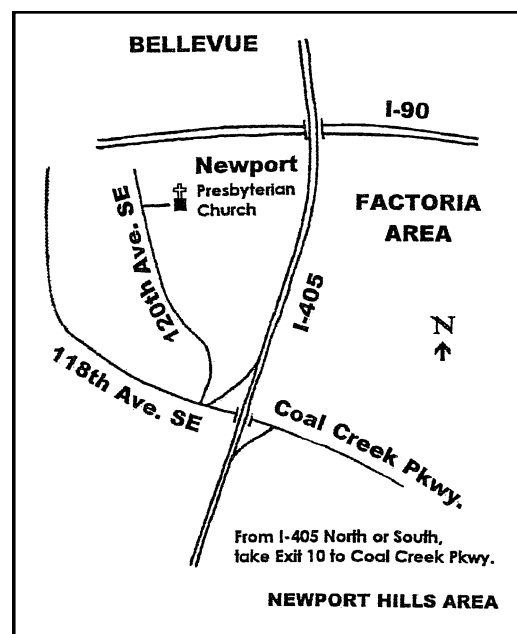 BELLEVUE
I-90
Newport
Presbyterian
Church
FACTORIA
AREA
120th Ave. SE
I-405
N
118th Ave. SE
Coal Creek Pkwy.
From I-405 North or South,
take Exit 10 to Coal Creek Pkwy.
NEWPORT HILLS AREA